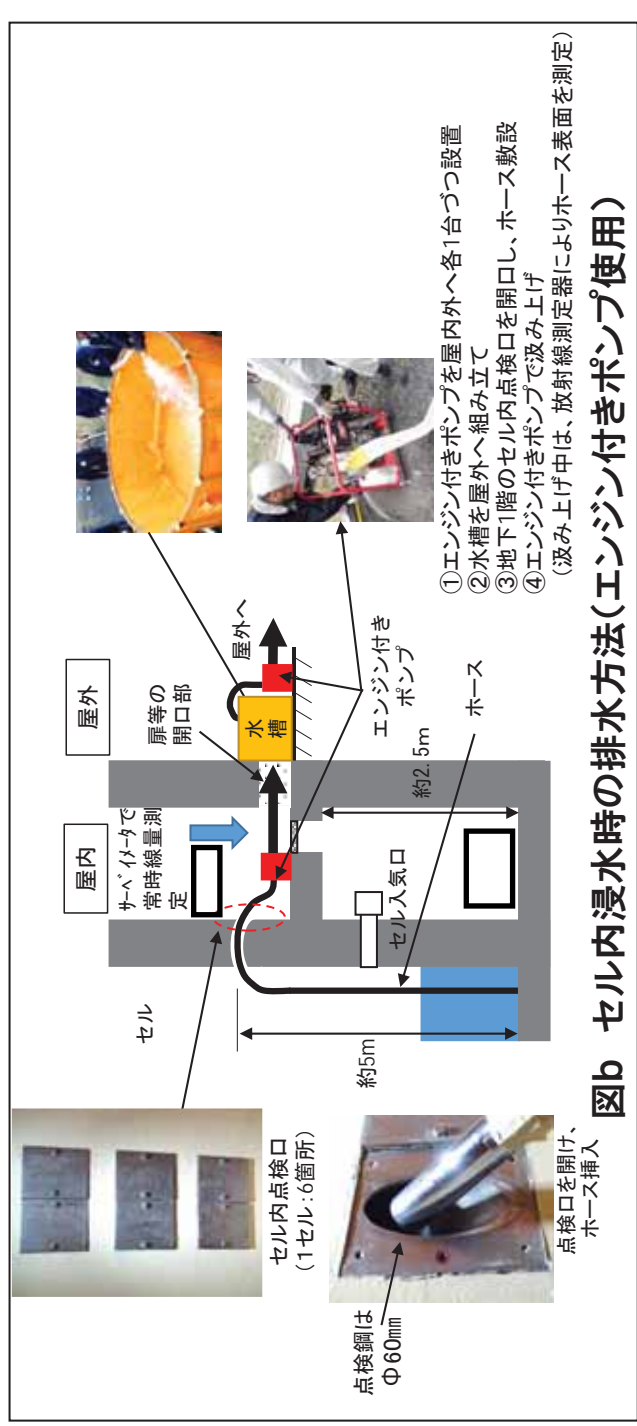 セル内点検口
(1セル:6箇所)
点検鋼は
Φ60㎜
点検口を開け、
ホース挿入
セル
屋内
サーベイメータで
常時線量測
定
屋外
扉等の
開口部
水
槽
屋外へ
エンジン付き
ポンプ
ホース
セル入気口
約5m
約2.5m
①エンジン付きポンプを屋内外へ各1台づつ設置
②水槽を屋外へ組み立て
③地下1階のセル内点検口を開口し、ホース敷設
④エンジン付きポンプで汲み上げ
(汲み上げ中は、放射線測定器によりホース表面を測定)
図b セル内浸水時の排水方法(エンジン付きポンプ使用)